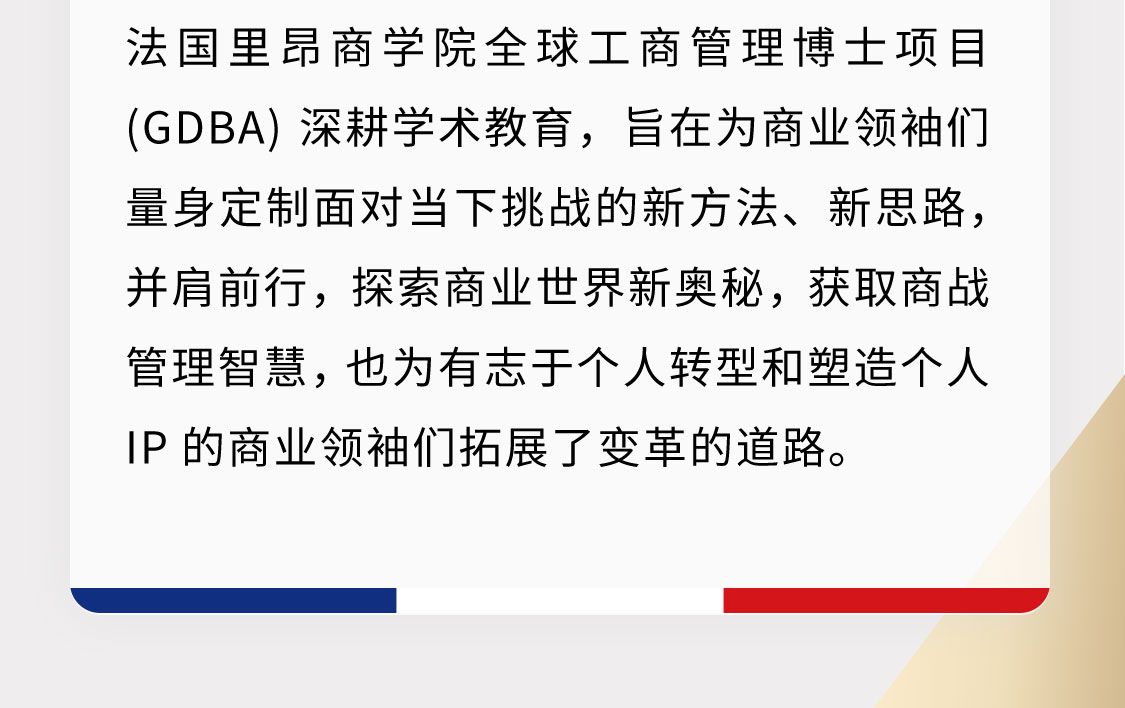 法国里昂商学院全球工商管理博士项目
(GDBA) 深耕学术教育，旨在为商业领袖们
量身定制面对当下挑战的新方法、新思路，
并肩前行，探索商业世界新奥秘，获取商战
管理智慧，也为有志于个人转型和塑造个人
IP 的商业领袖们拓展了变革的道路。